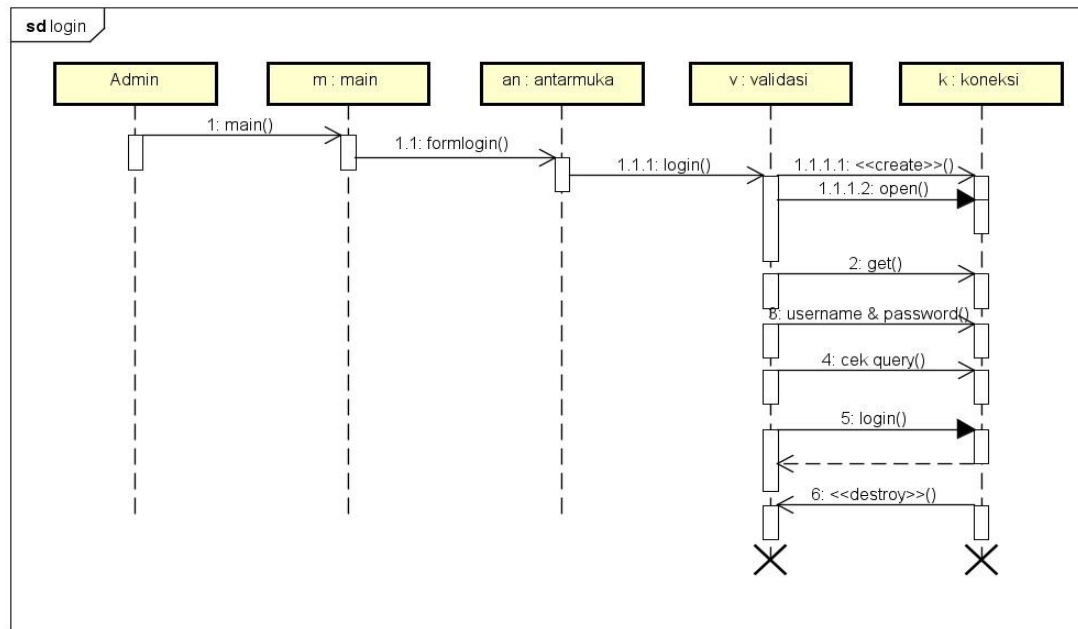 sd login
Admin
m : main
an : antarmuka
v : validasi
k : koneksi
1: main()
1.1: formlogin()
1.1.1: login()
1.1.1.1: <<create>>()
1.1.1.2: open()
2: get()
3: username & password()
4: cek query()
5: login()
6: <<destroy>>()